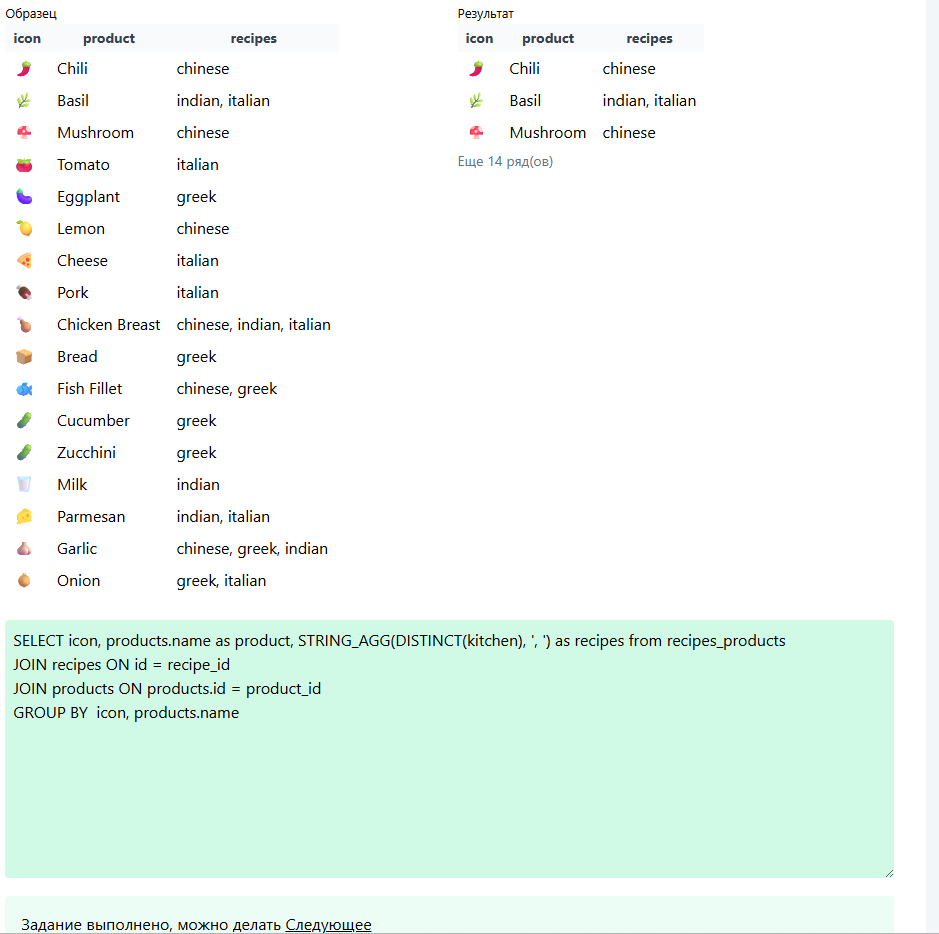 Образец
icon product recipes
Chili chinese
Basil indian, italian
Mushroom chinese
Tomato italian
Eggplant greek
Lemon chinese
Cheese italian
Pork italian
Chicken Breast chinese, indian, italian
Bread greek
Fish Fillet chinese, greek
Cucumber greek
Zucchini greek
Milk indian
Parmesan indian, italian
Garlic chinese, greek, indian
Onion greek, italian
Результат
icon product recipes
Chili chinese
Basil indian, italian
Mushroom chinese
Еще 14 ряд(ов)
SELECT icon, products.name as product, STRING_AGG(DISTINCT(kitchen), ', ') as recipes from recipes_products
JOIN recipes ON id = recipe_id
JOIN products ON products.id = product_id
GROUP BY  icon, products.name
Задание выполнено, можно делать Следующее